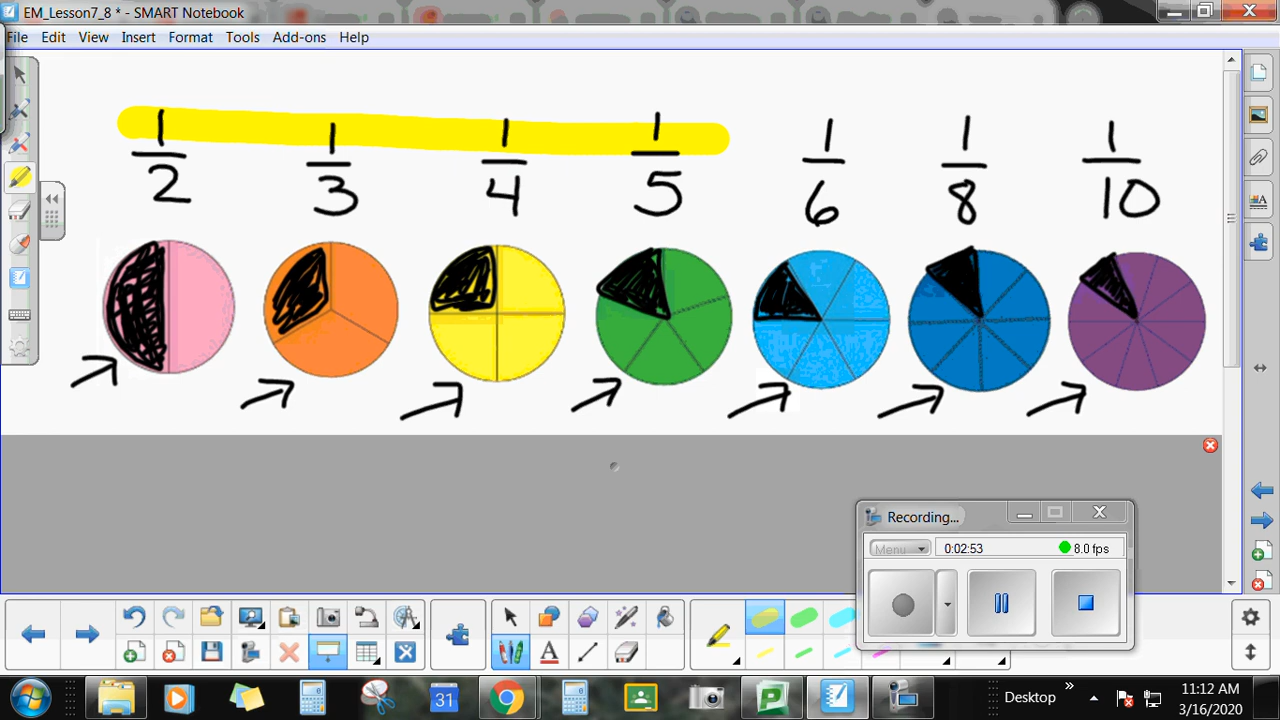 EM_Lesson7_8 * - SMART Notebook
File Edit View Insert Format Tools Add-ons Help
1/2 1/3 1/4 1/5 1/6 1/8 1/10
Recording...
Menu 0:02:53 8.0 fps
A
31
Desktop » 11:12 AM
3/16/2020